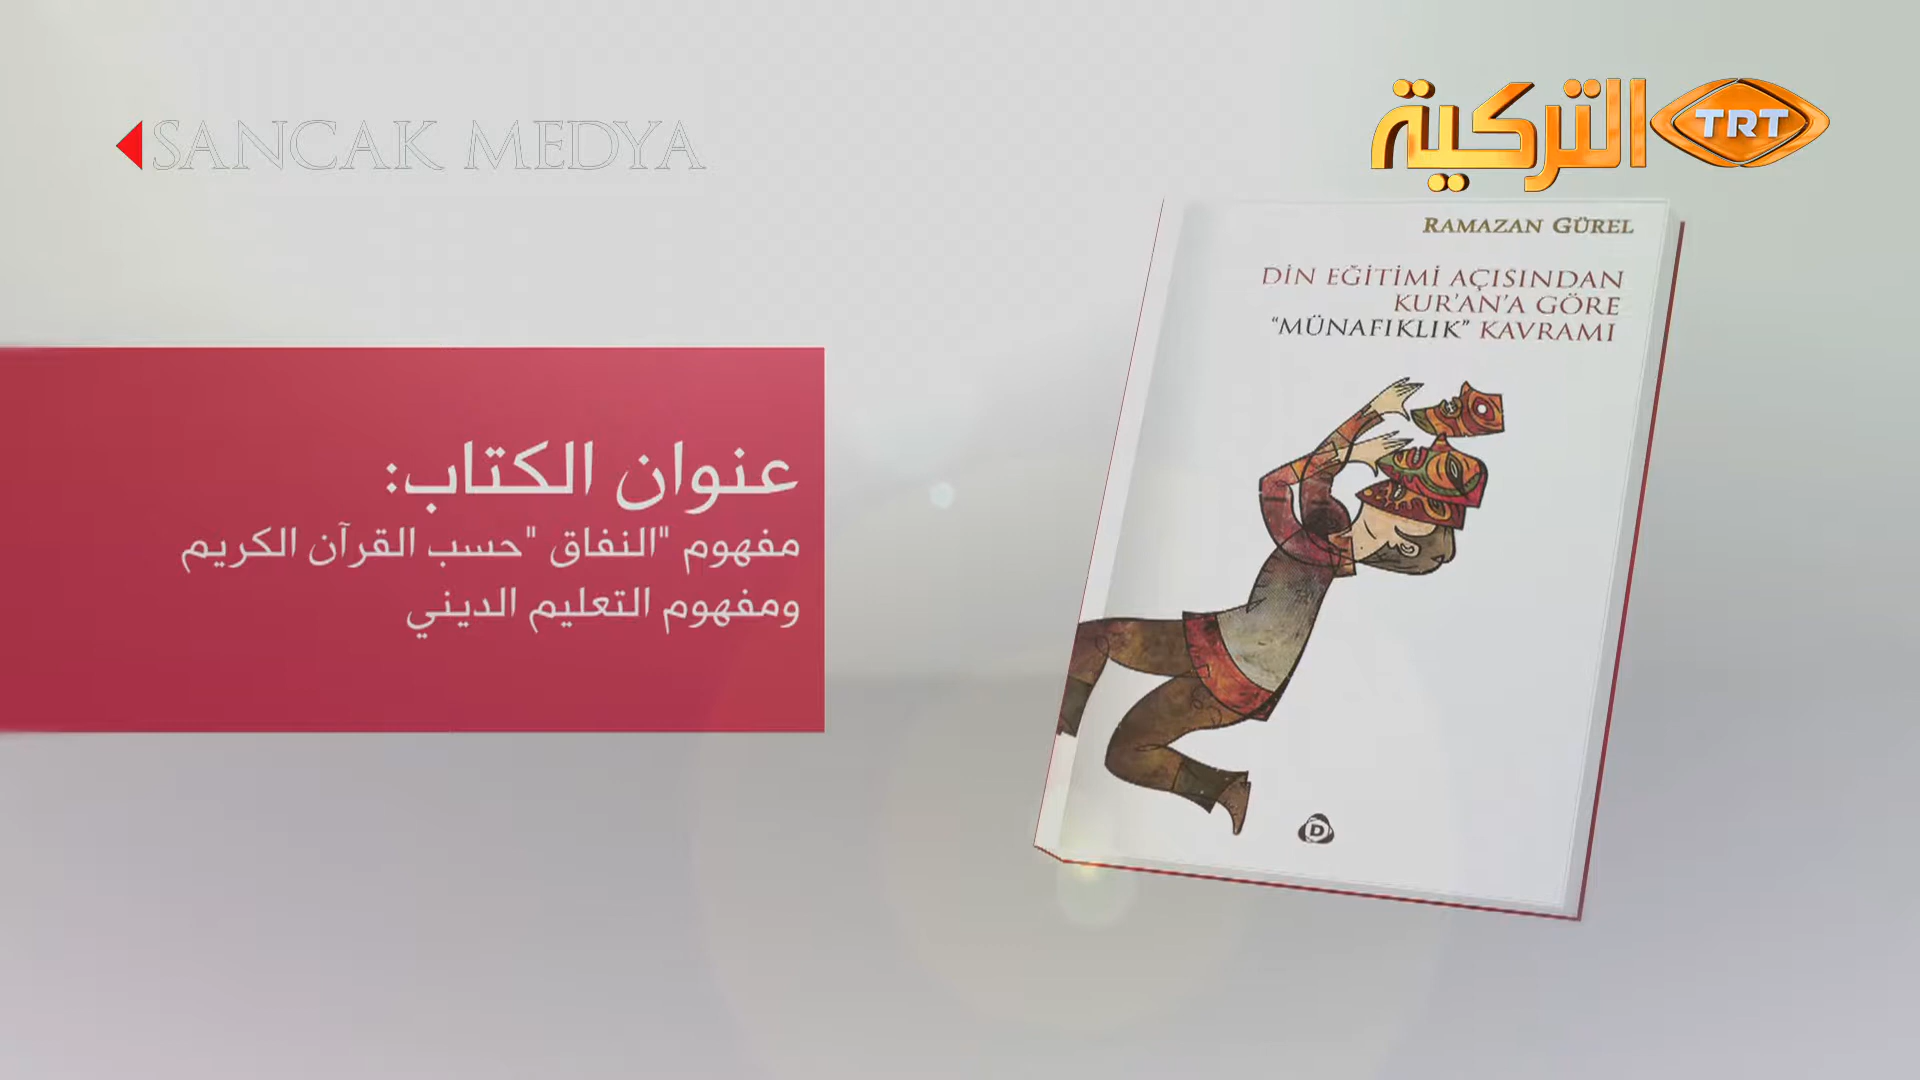 SANCAK MEDYA
التركية TRT
RAMAZAN GÜREL
DİN EĞİTİMİ AÇISINDAN
KUR'AN'A GÖRE
"MÜNAFIKLIK" KAVRAMI
عنوان الكتاب:
مفهوم "النفاق "حسب القرآن الكريم
ومفهوم التعليم الديني
D